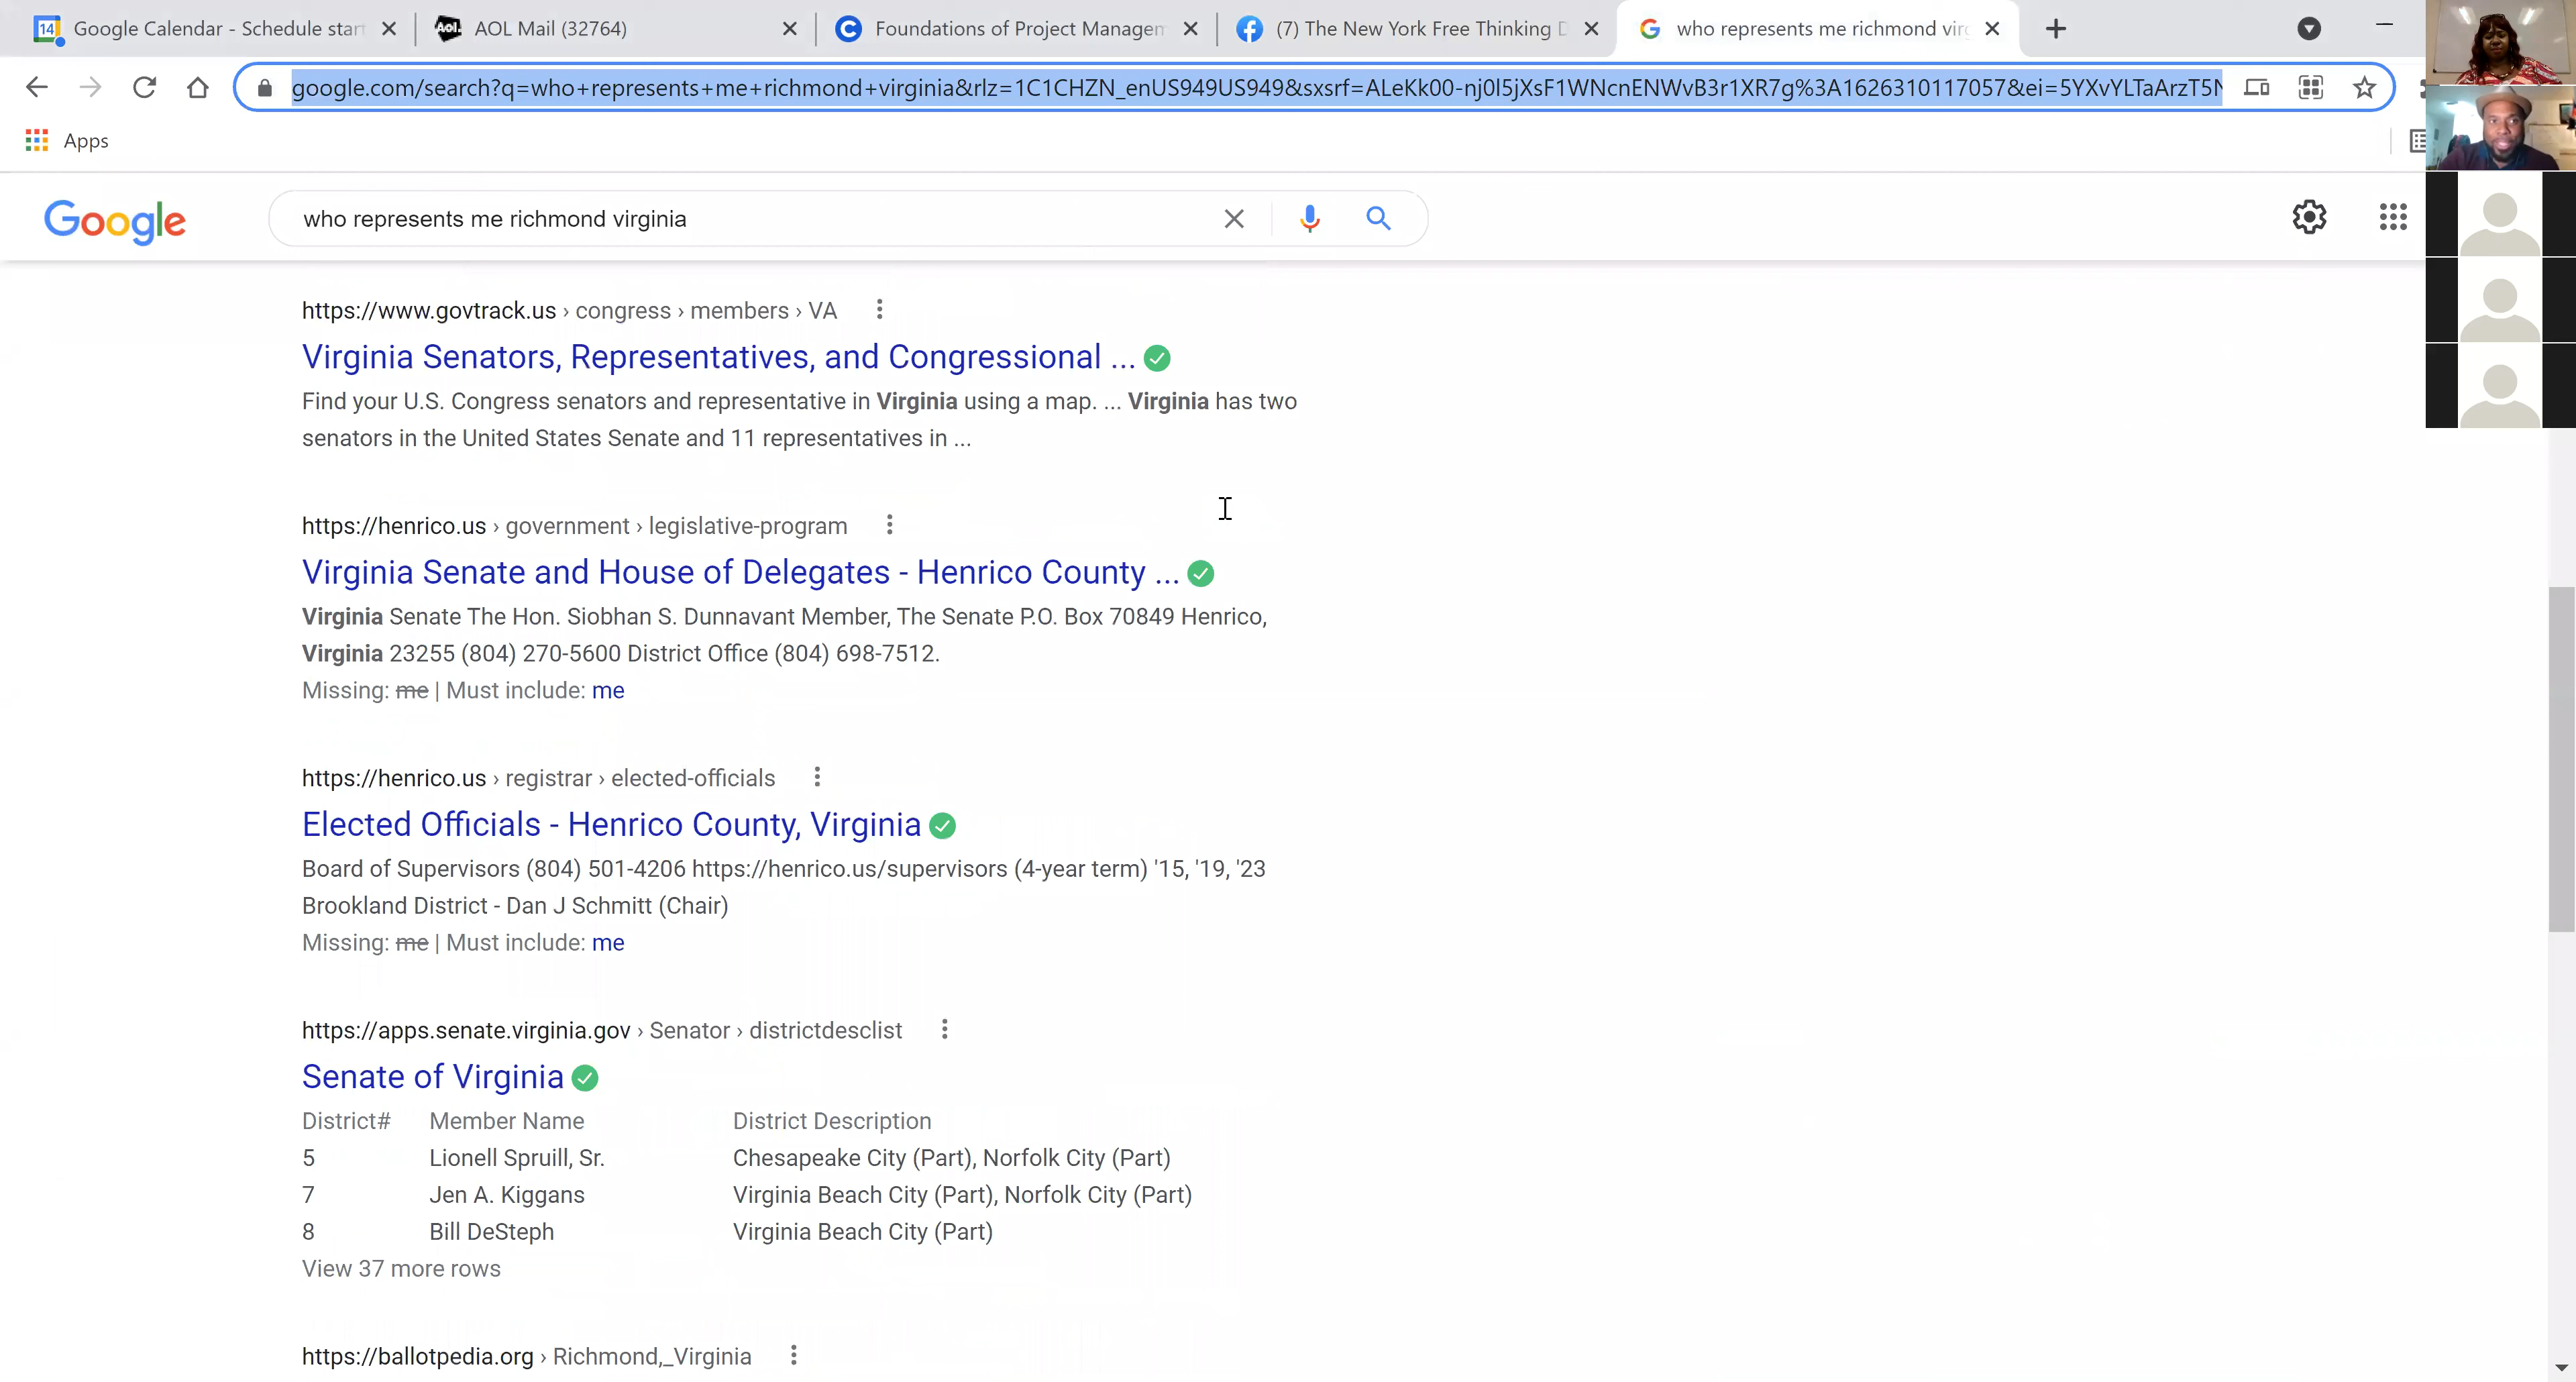 14 Google Calendar - Schedule star
Aol. AOL Mail (32764)
Foundations of Project Managem
(7) The New York Free Thinking D
who represents me richmond virg
google.com/search?q=who+represents+me+richmond+virginia&rlz=1C1CHZN_enUS949US949&sxsrf=ALeKk00-nj0l5jXsF1WNcnENWvB3r1XR7g%3A1626310117057&ei=5YXvYLTaArzT5N
Apps
Google
who represents me richmond virginia
https://www.govtrack.us › congress › members › VA
Virginia Senators, Representatives, and Congressional ...
Find your U.S. Congress senators and representative in Virginia using a map. ... Virginia has two
senators in the United States Senate and 11 representatives in ...
https://henrico.us › government › legislative-program
Virginia Senate and House of Delegates - Henrico County ...
Virginia Senate The Hon. Siobhan S. Dunnavant Member, The Senate P.O. Box 70849 Henrico,
Virginia 23255 (804) 270-5600 District Office (804) 698-7512.
Missing: me | Must include: me
https://henrico.us › registrar › elected-officials
Elected Officials - Henrico County, Virginia
Board of Supervisors (804) 501-4206 https://henrico.us/supervisors (4-year term) '15, '19, '23
Brookland District - Dan J Schmitt (Chair)
Missing: me | Must include: me
https://apps.senate.virginia.gov › Senator › districtdesclist
Senate of Virginia
District# Member Name District Description
5 Lionell Spruill, Sr. Chesapeake City (Part), Norfolk City (Part)
7 Jen A. Kiggans Virginia Beach City (Part), Norfolk City (Part)
8 Bill DeSteph Virginia Beach City (Part)
View 37 more rows
https://ballotpedia.org › Richmond,_Virginia